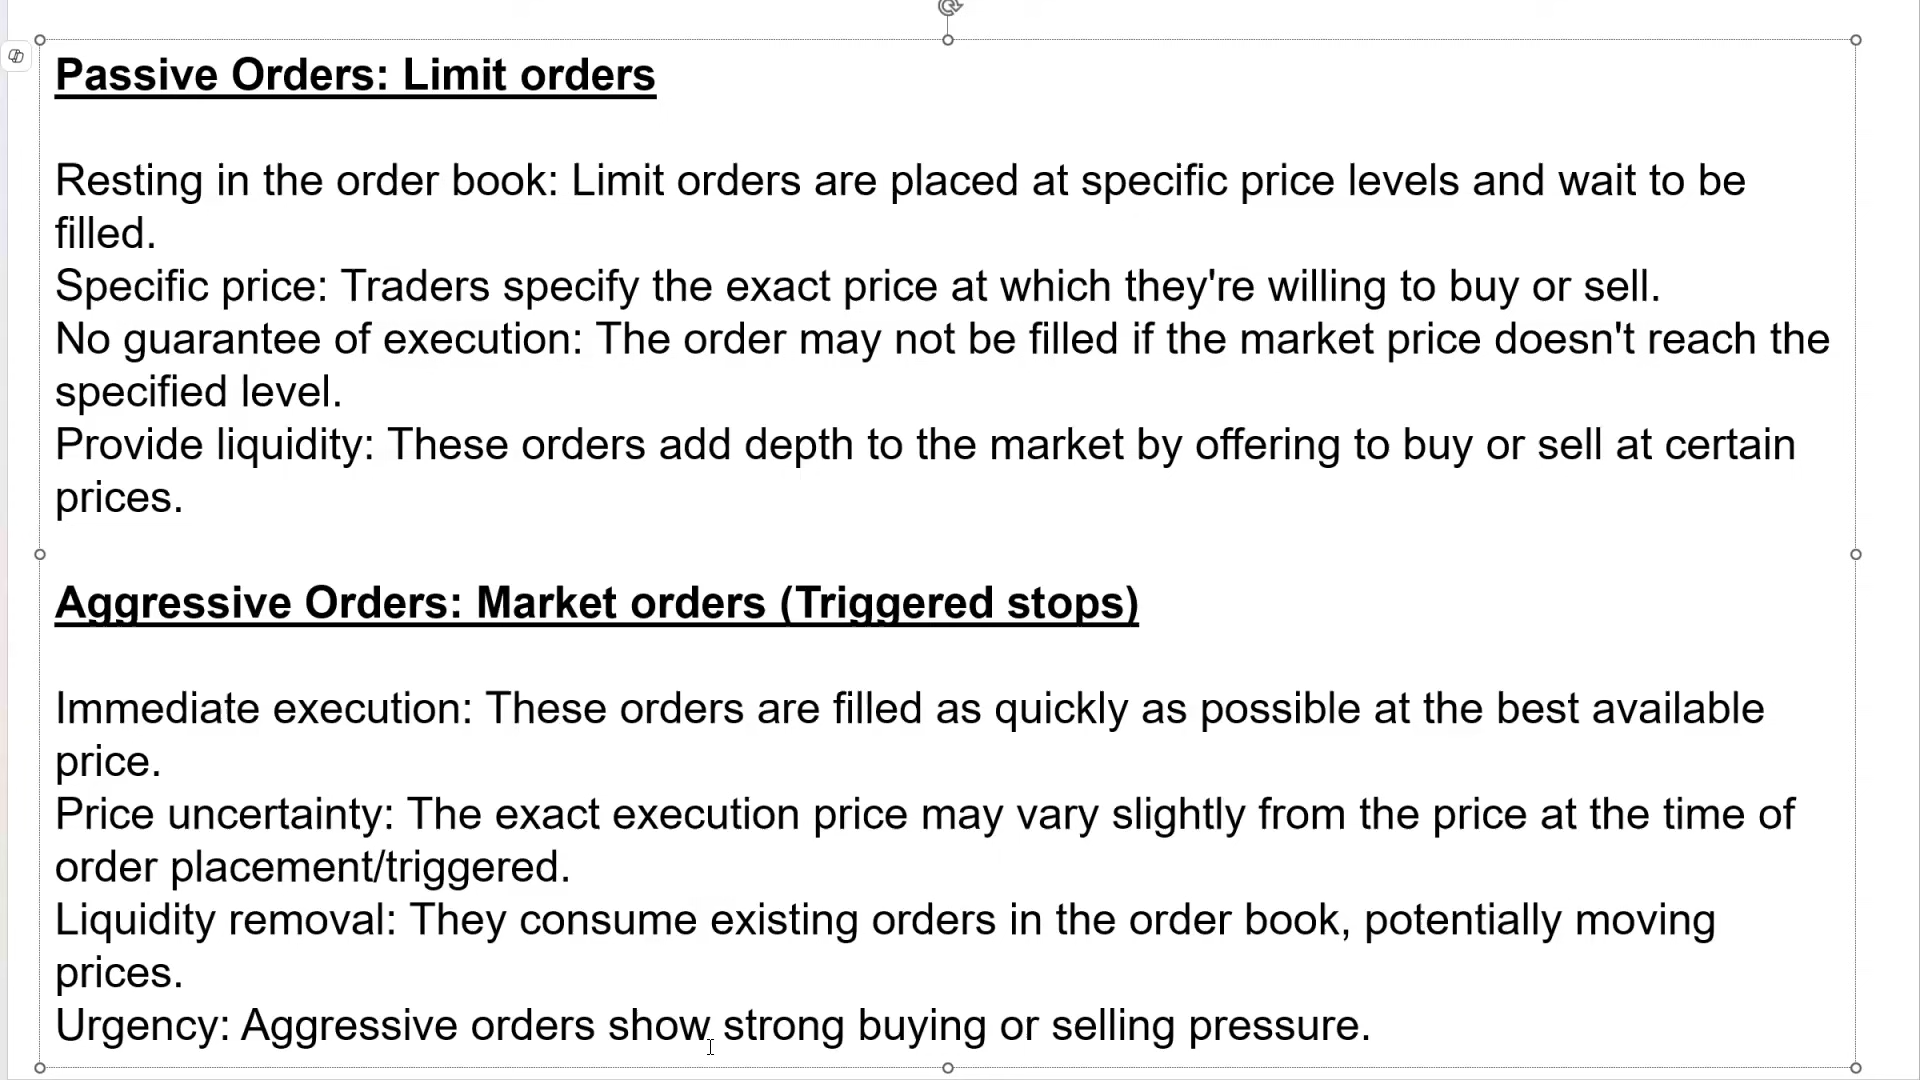 Passive Orders: Limit orders
Resting in the order book: Limit orders are placed at specific price levels and wait to be
filled.
Specific price: Traders specify the exact price at which they're willing to buy or sell.
No guarantee of execution: The order may not be filled if the market price doesn't reach the
specified level.
Provide liquidity: These orders add depth to the market by offering to buy or sell at certain
prices.
Aggressive Orders: Market orders (Triggered stops)
Immediate execution: These orders are filled as quickly as possible at the best available
price.
Price uncertainty: The exact execution price may vary slightly from the price at the time of
order placement/triggered.
Liquidity removal: They consume existing orders in the order book, potentially moving
prices.
Urgency: Aggressive orders show strong buying or selling pressure.